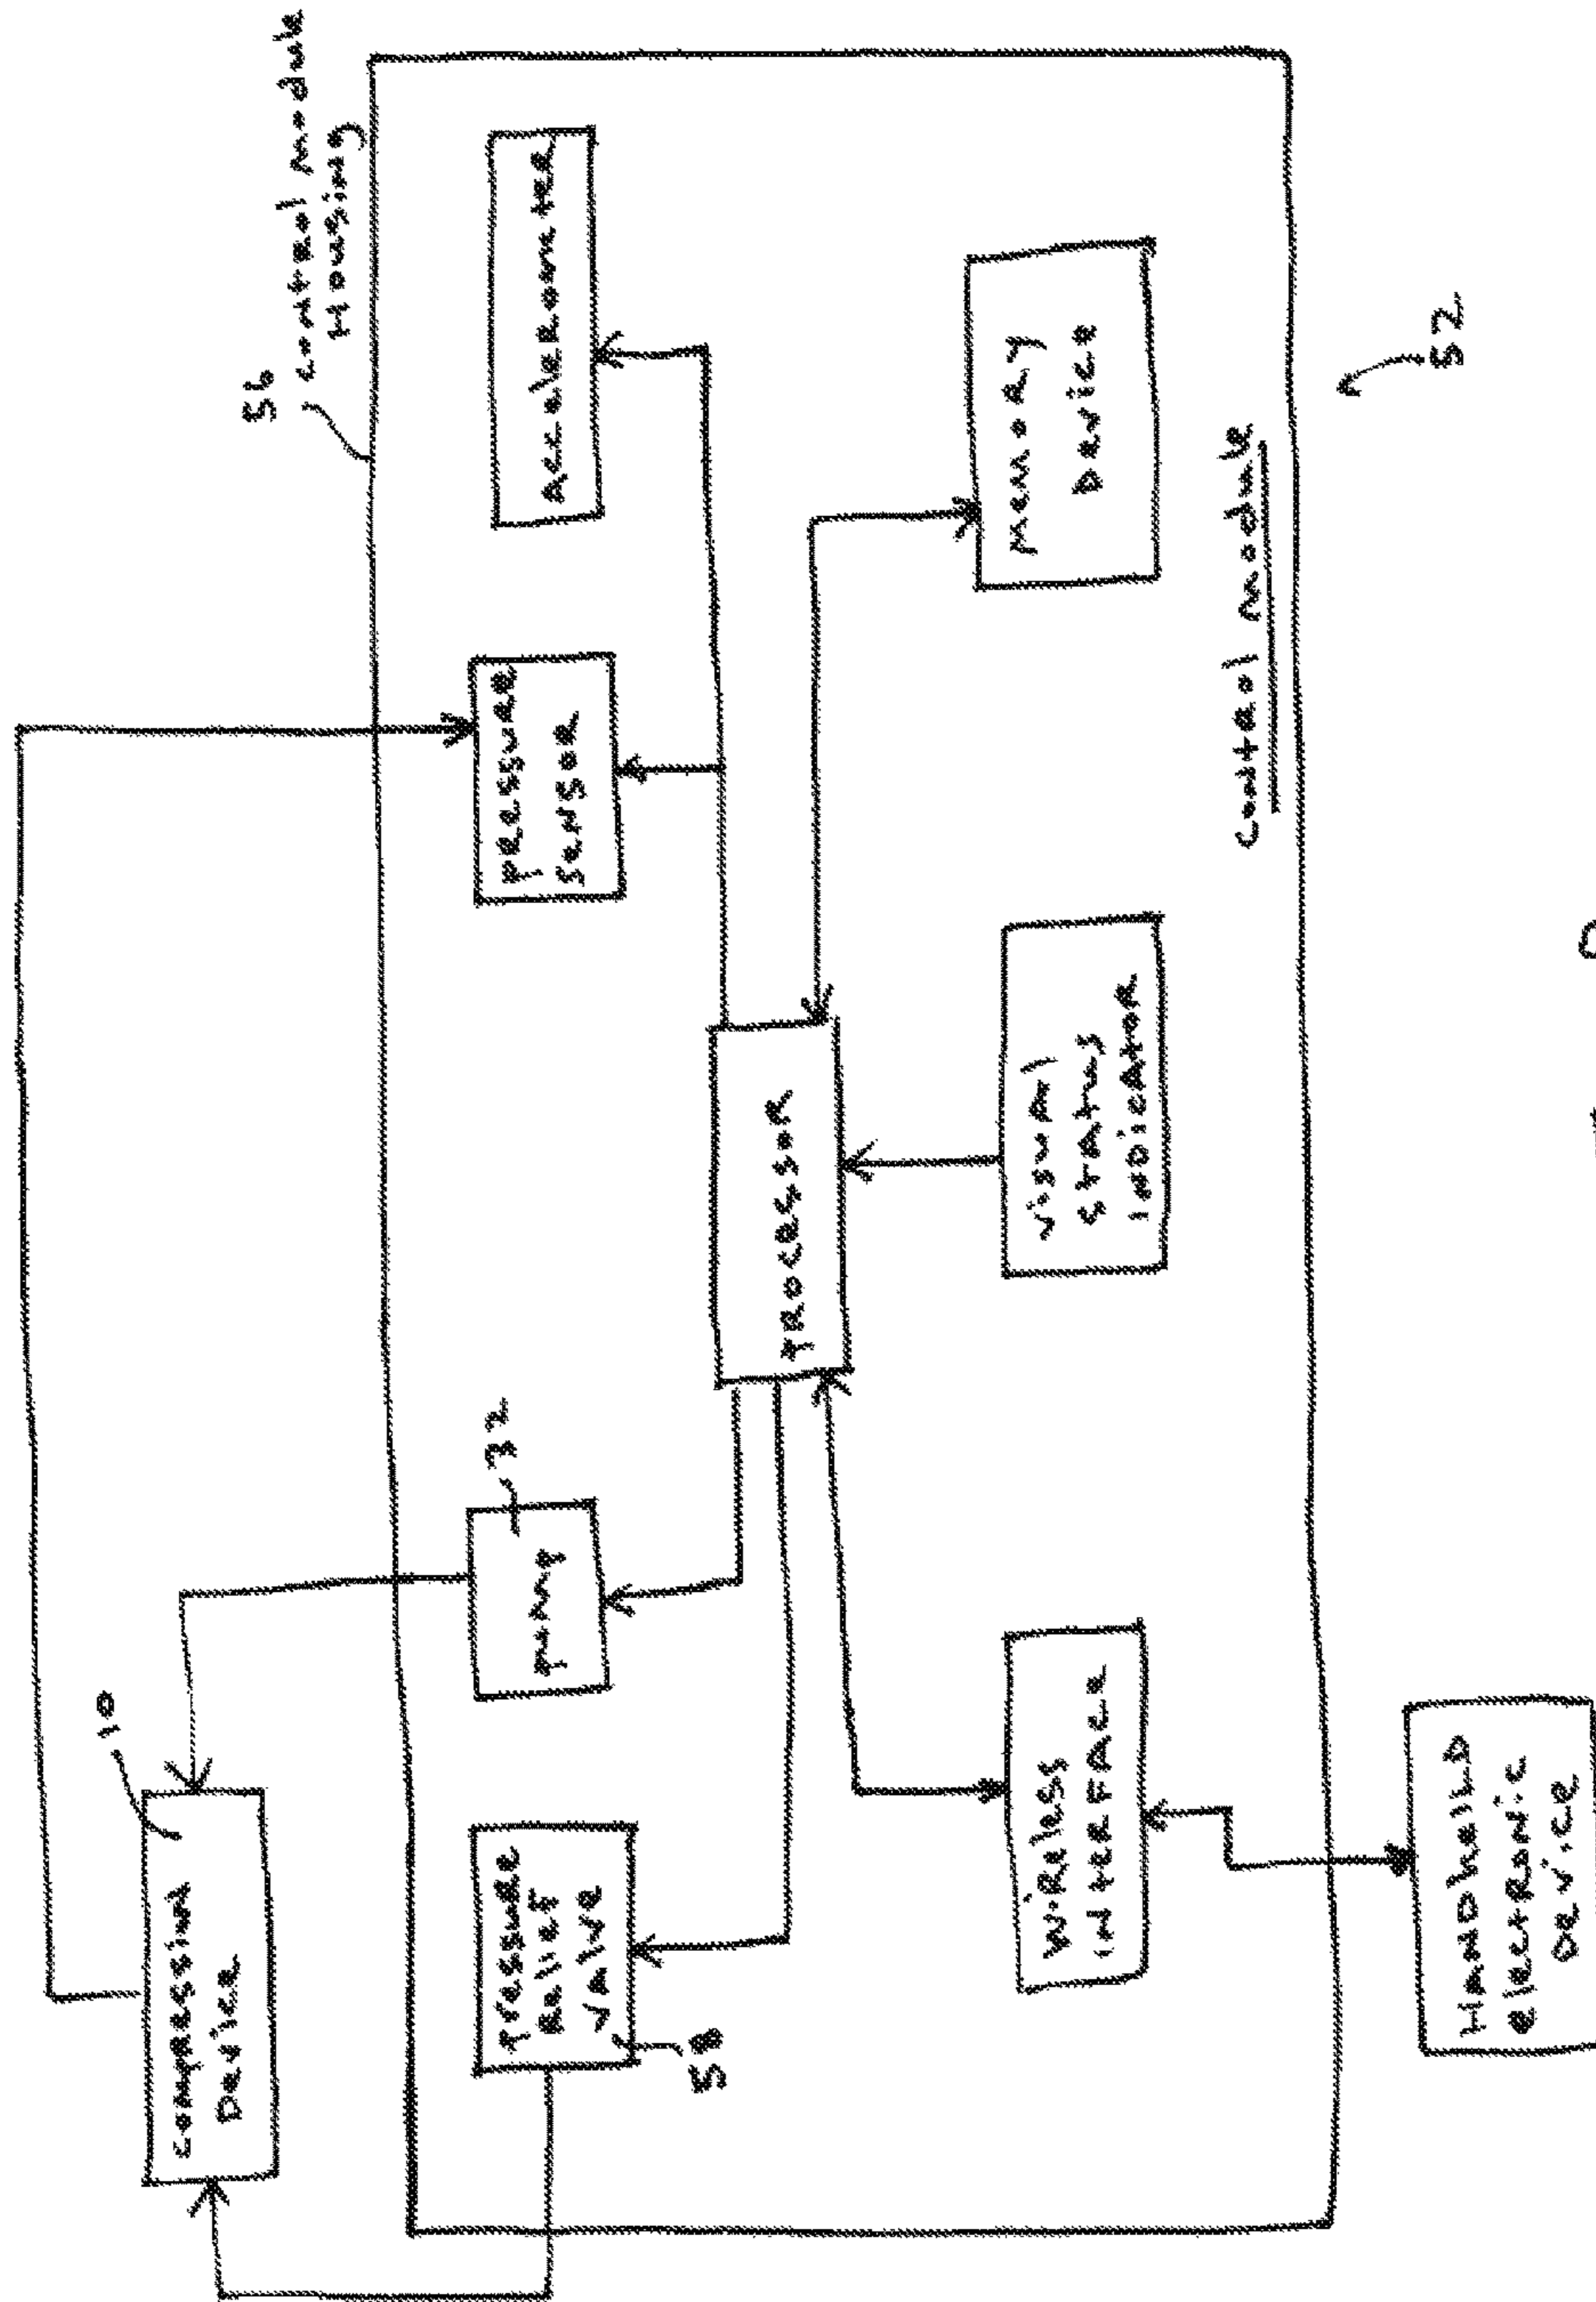 56
control module
Housing
10
compression
Device
pressure
Relief
valve
58
pump
32
pressure
sensor
Accelerometer
processor
wireless
interface
visual
status
indicator
memory
Device
control module
52
Handheld
electronic
Device